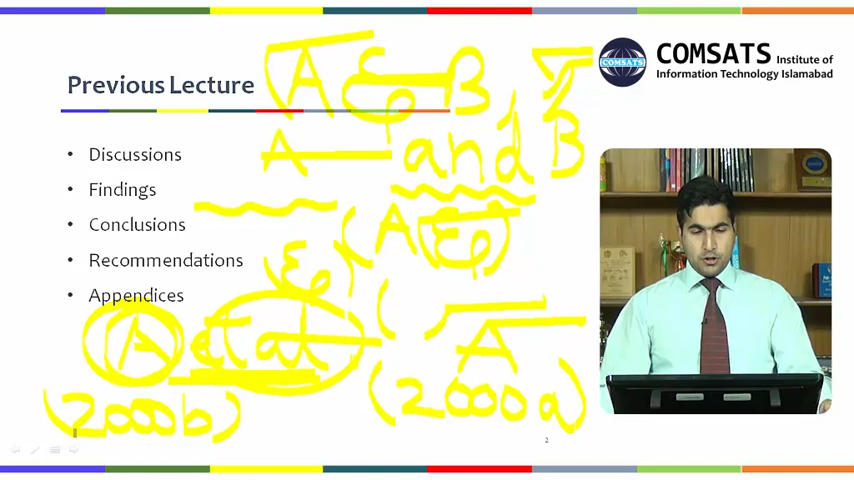 COMSATS Institute of
Information Technology Islamabad
COMSATS
Previous Lecture
A & B,
• Discussions
A and B
• Findings
• Conclusions
(A &)
• Recommendations
&
• Appendices
A et al
A
(2000b)
(2000a)
2